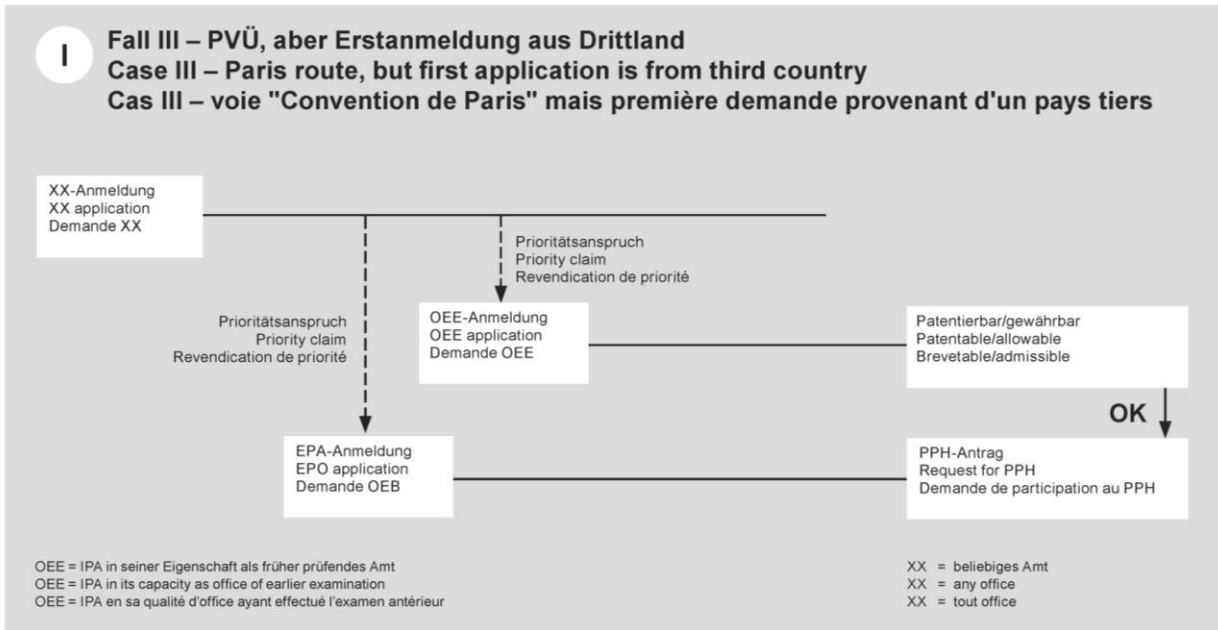 I
Fall III – PVÜ, aber Erstanmeldung aus Drittland
Case III – Paris route, but first application is from third country
Cas III – voie "Convention de Paris" mais première demande provenant d'un pays tiers
XX-Anmeldung
XX application
Demande XX
Prioritätsanspruch
Priority claim
Revendication de priorité
Prioritätsanspruch
Priority claim
Revendication de priorité
OEE-Anmeldung
OEE application
Demande OEE
Patentierbar/gewährbar
Patentable/allowable
Brevetable/admissible
OK
EPA-Anmeldung
EPO application
Demande OEB
PPH-Antrag
Request for PPH
Demande de participation au PPH
OEE = IPA in seiner Eigenschaft als früher prüfendes Amt
OEE = IPA in its capacity as office of earlier examination
OEE = IPA en sa qualité d'office ayant effectué l'examen antérieur
XX = beliebiges Amt
XX = any office
XX = tout office